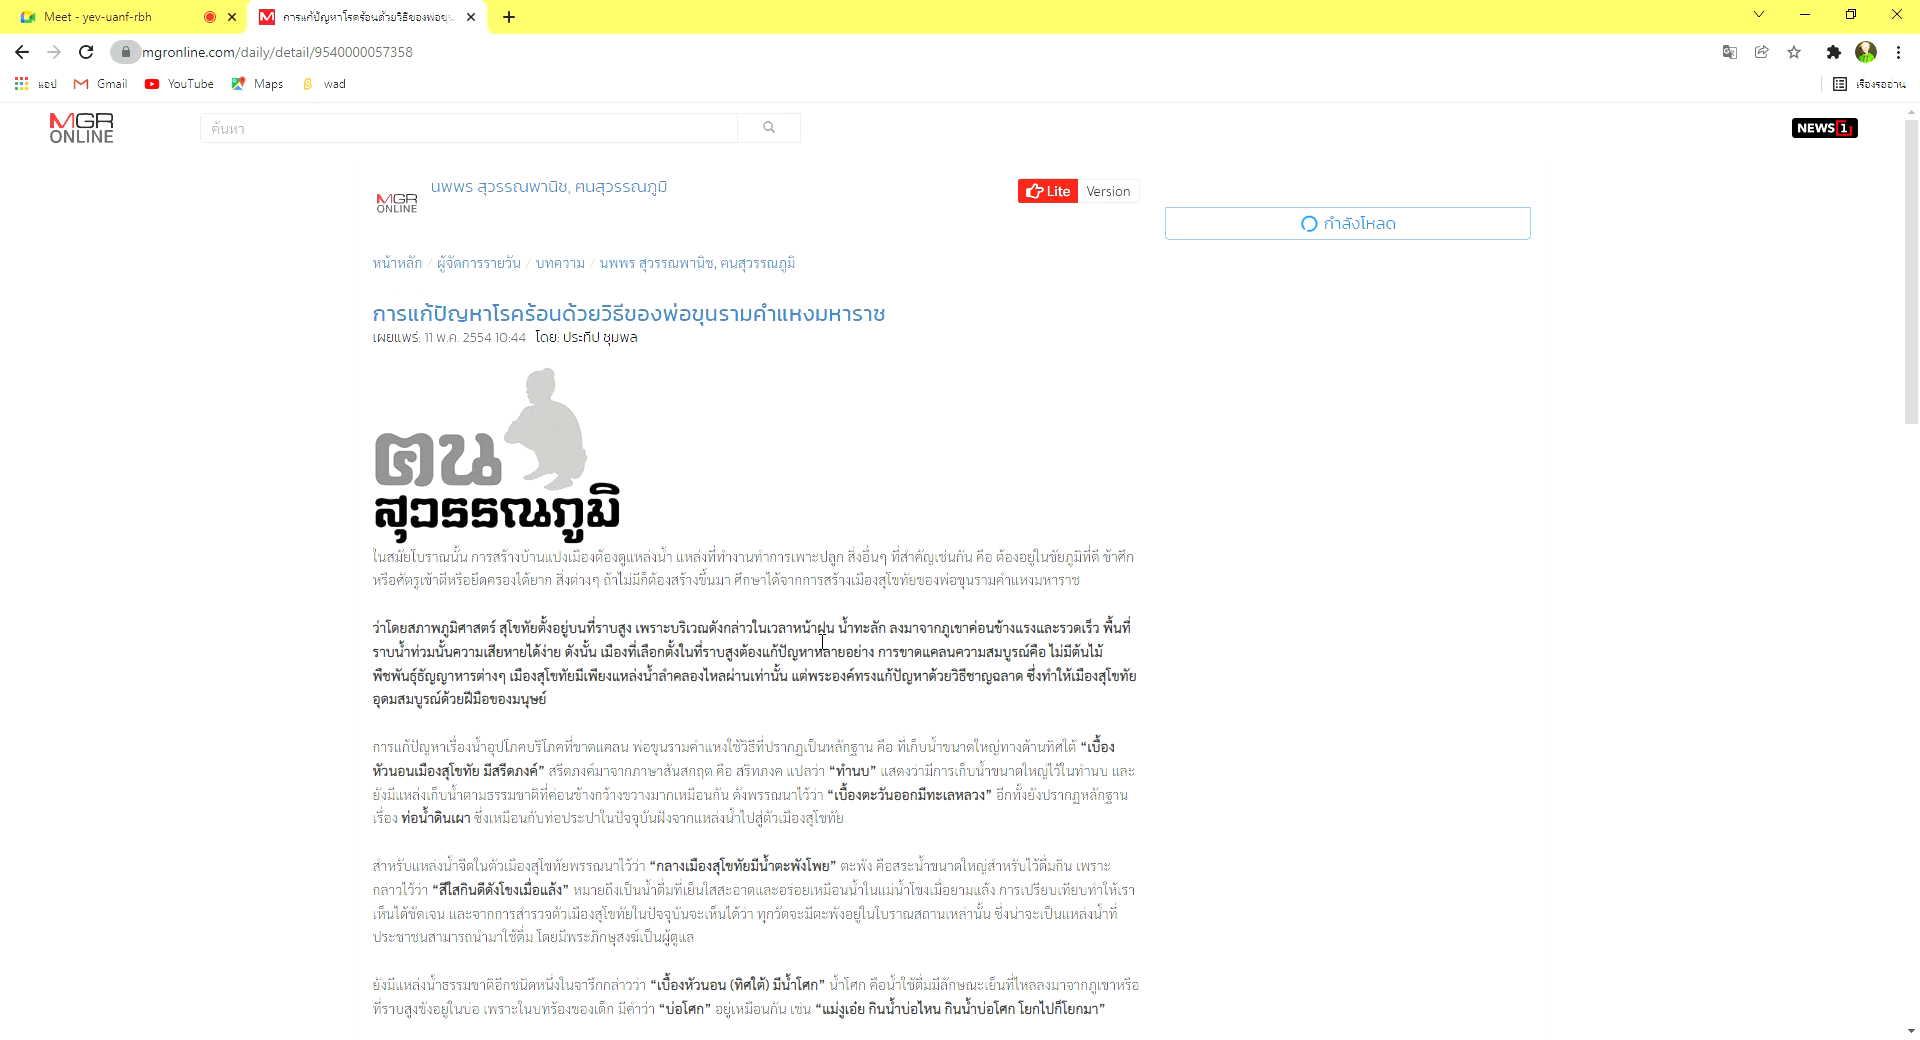 Meet - yev-uanf-rbh
การแก้ปัญหาโรคร้อนด้วยวิธีของพ่อขุน
mgronline.com/daily/detail/9540000057358
แอป
Gmail
YouTube
Maps
wad
เรื่องรออ่าน
MGR
ONLINE
ค้นหา
NEWS 1
MGR
ONLINE
นพพร สุวรรณพานิช, ฅนสุวรรณภูมิ
Lite Version
กำลังโหลด
หน้าหลัก / ผู้จัดการรายวัน / บทความ / นพพร สุวรรณพานิช, ฅนสุวรรณภูมิ
การแก้ปัญหาโรคร้อนด้วยวิธีของพ่อขุนรามคำแหงมหาราช
เผยแพร่: 11 พ.ค. 2554 10:44 โดย: ประทีป ชุมพล
ฅน
สุวรรณภูมิ
ในสมัยโบราณนั้น การสร้างบ้านแปงเมืองต้องดูแหล่งน้ำ แหล่งที่ทำงานทำการเพาะปลูก สิ่งอื่นๆ ที่สำคัญเช่นกัน คือ ต้องอยู่ในชัยภูมิที่ดี ข้าศึก
หรือศัตรูเข้าตีหรือยึดครองได้ยาก สิ่งต่างๆ ถ้าไม่มีก็ต้องสร้างขึ้นมา ศึกษาได้จากการสร้างเมืองสุโขทัยของพ่อขุนรามคำแหงมหาราช
ว่าโดยสภาพภูมิศาสตร์ สุโขทัยตั้งอยู่บนที่ราบสูง เพราะบริเวณดังกล่าวในเวลาหน้าฝน น้ำทะลัก ลงมาจากภูเขาค่อนข้างแรงและรวดเร็ว พื้นที่
ราบน้ำท่วมนั้นความเสียหายได้ง่าย ดังนั้น เมืองที่เลือกตั้งในที่ราบสูงต้องแก้ปัญหาหลายอย่าง การขาดแคลนความสมบูรณ์คือ ไม่มีต้นไม้
พืชพันธุ์ธัญญาหารต่างๆ เมืองสุโขทัยมีเพียงแหล่งน้ำลำคลองไหลผ่านเท่านั้น แต่พระองค์ทรงแก้ปัญหาด้วยวิธีชาญฉลาด ซึ่งทำให้เมืองสุโขทัย
อุดมสมบูรณ์ด้วยฝีมือของมนุษย์
การแก้ปัญหาเรื่องน้ำอุปโภคบริโภคที่ขาดแคลน พ่อขุนรามคำแหงใช้วิธีที่ปรากฏเป็นหลักฐาน คือ ที่เก็บน้ำขนาดใหญ่ทางด้านทิศใต้ “เบื้อง
หัวนอนเมืองสุโขทัย มีสรีดภงค์” สรีดภงค์มาจากภาษาสันสกฤต คือ สริทภงค แปลว่า “ทำนบ” แสดงว่ามีการเก็บน้ำขนาดใหญ่ไว้ในทำนบ และ
ยังมีแหล่งเก็บน้ำตามธรรมชาติที่ค่อนข้างกว้างขวางมากเหมือนกัน ดังพรรณนาไว้ว่า “เบื้องตะวันออกมีทะเลหลวง” อีกทั้งยังปรากฏหลักฐาน
เรื่อง ท่อน้ำดินเผา ซึ่งเหมือนกับท่อประปาในปัจจุบันฝังจากแหล่งน้ำไปสู่ตัวเมืองสุโขทัย
สำหรับแหล่งน้ำจืดในตัวเมืองสุโขทัยพรรณนาไว้ว่า “กลางเมืองสุโขทัยมีน้ำตะพังโพย” ตะพัง คือสระน้ำขนาดใหญ่สำหรับไว้ดื่มกิน เพราะ
กล่าวไว้ว่า “สีใสกินดีดังโขงเมื่อแล้ง” หมายถึงเป็นน้ำดื่มที่เย็นใสสะอาดและอร่อยเหมือนน้ำในแม่น้ำโขงเมื่อยามแล้ง การเปรียบเทียบทำให้เรา
เห็นได้ชัดเจน และจากการสำรวจตัวเมืองสุโขทัยในปัจจุบันจะเห็นได้ว่า ทุกวัดจะมีตะพังอยู่ในโบราณสถานเหล่านั้น ซึ่งน่าจะเป็นแหล่งน้ำที่
ประชาชนสามารถนำมาใช้ดื่ม โดยมีพระภิกษุสงฆ์เป็นผู้ดูแล
ยังมีแหล่งน้ำธรรมชาติอีกชนิดหนึ่งในจารึกกล่าวว่า “เบื้องหัวนอน (ทิศใต้) มีน้ำโคก” น้ำโคก คือน้ำใช้ดื่มมีลักษณะเย็นที่ไหลลงมาจากภูเขาหรือ
ที่ราบสูงขังอยู่ในบ่อ เพราะในบทร้องของเด็ก มีคำว่า “บ่อโศก” อยู่เหมือนกัน เช่น “แม่งูเอ๋ย กินน้ำบ่อไหน กินน้ำบ่อโศก โยกไปก็โยกมา”